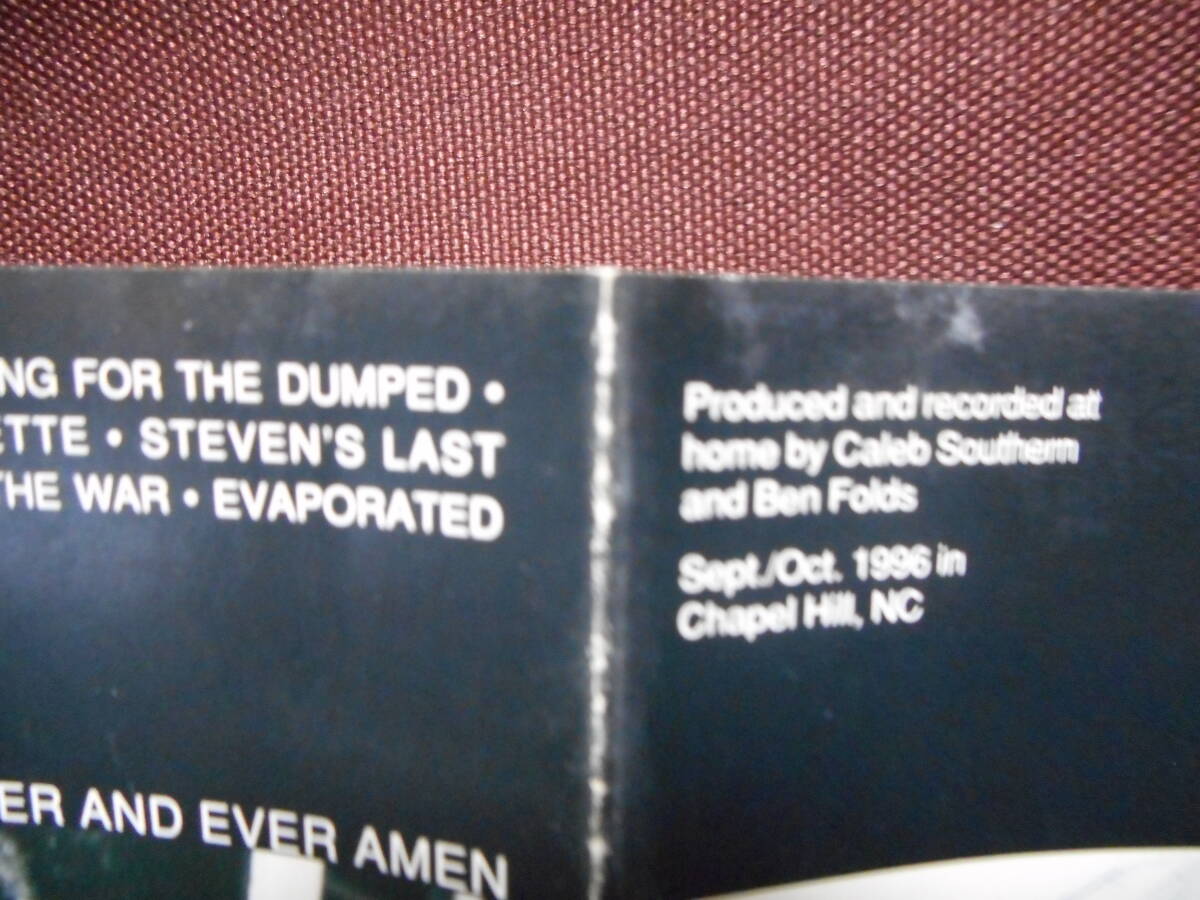 NG FOR THE DUMPED •
ETTE • STEVEN'S LAST
THE WAR • EVAPORATED
ER AND EVER AMEN
Produced and recorded at
home by Caleb Southern
and Ben Folds
Sept./Oct. 1996 in
Chapel Hill, NC